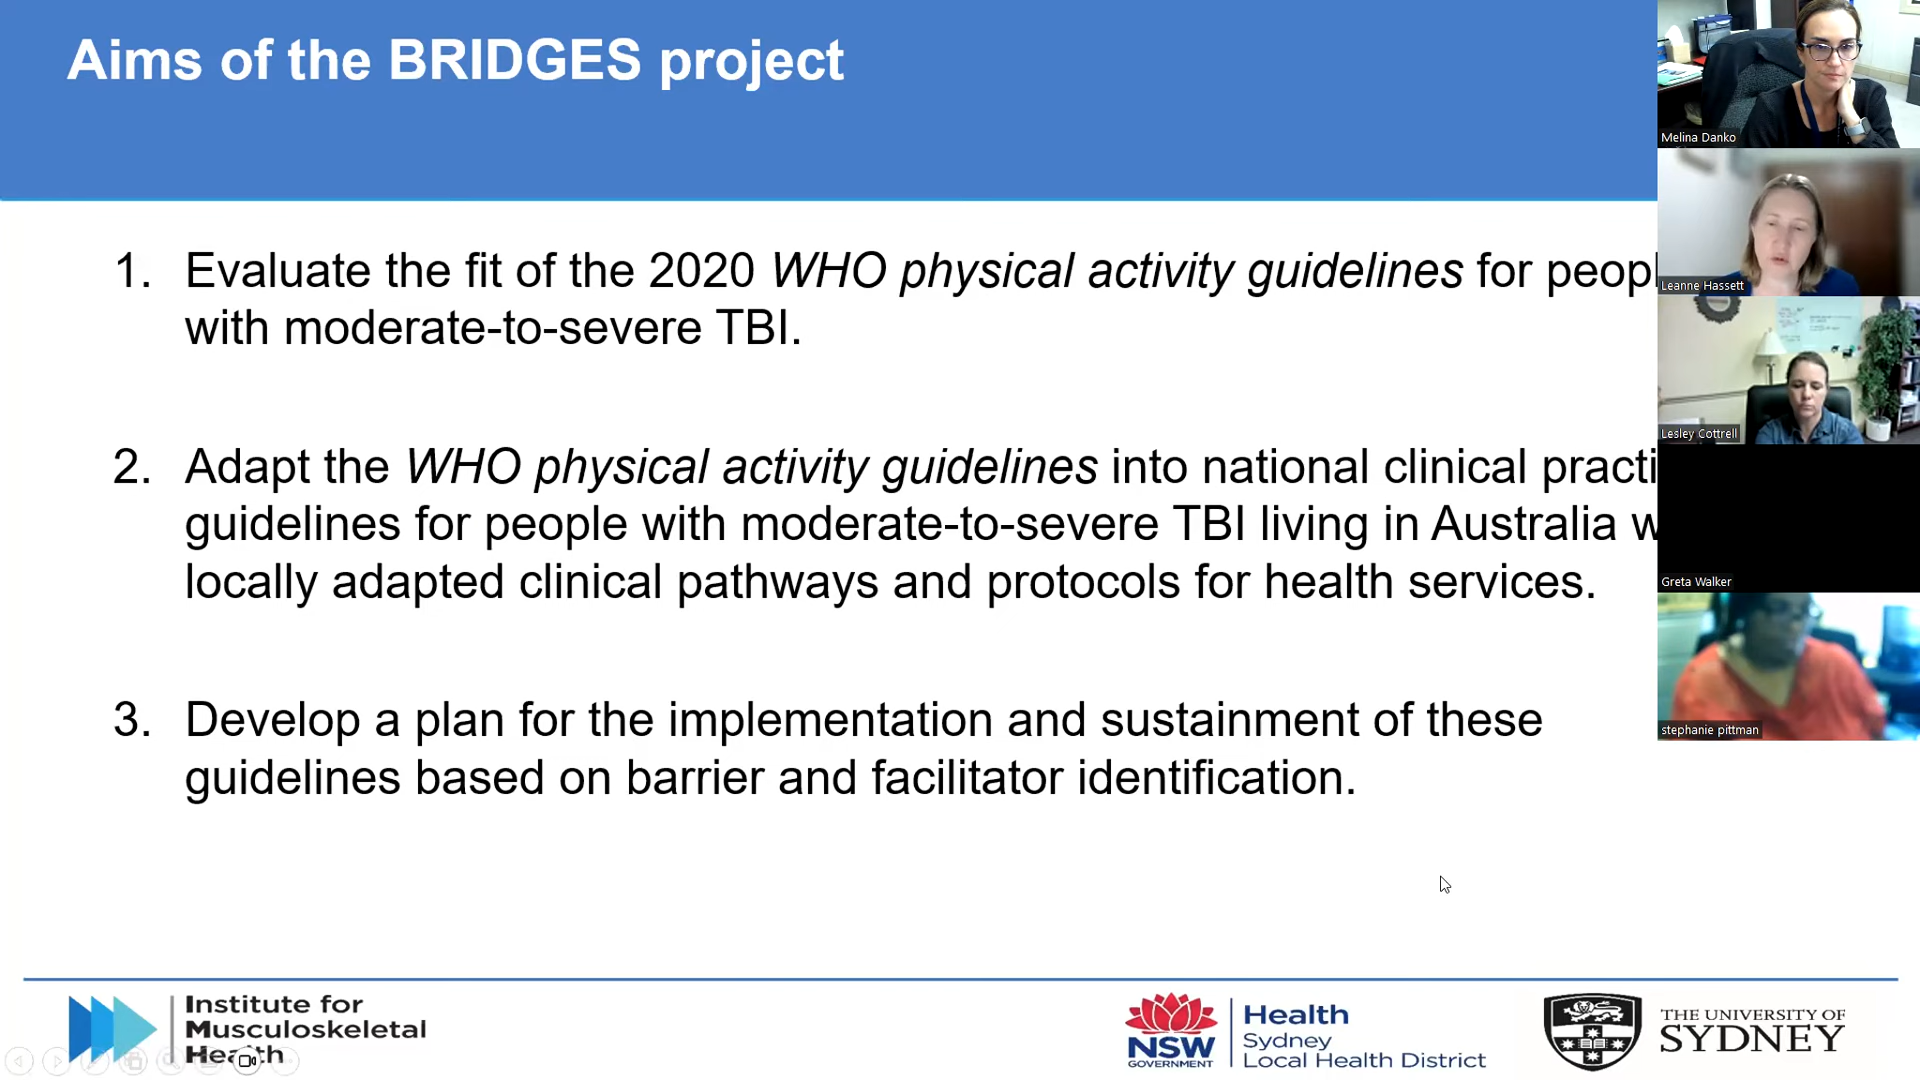 Aims of the BRIDGES project
1. Evaluate the fit of the 2020 WHO physical activity guidelines for peopl
with moderate-to-severe TBI.
2. Adapt the WHO physical activity guidelines into national clinical practi
guidelines for people with moderate-to-severe TBI living in Australia w
locally adapted clinical pathways and protocols for health services.
3. Develop a plan for the implementation and sustainment of these
guidelines based on barrier and facilitator identification.
Melina Danko
Leanne Hassett
Lesley Cottrell
Greta Walker
stephanie pittman
Institute for
Musculoskeletal
Health
NSW
GOVERNMENT
Health
Sydney
Local Health District
THE UNIVERSITY OF
SYDNEY